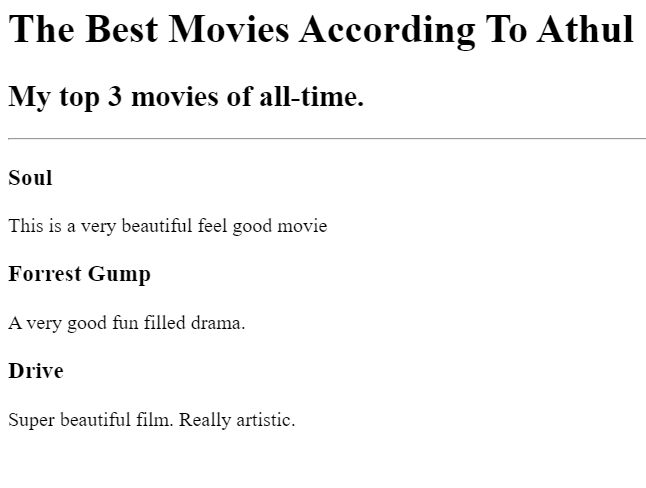 The Best Movies According To Athul
My top 3 movies of all-time.
Soul
This is a very beautiful feel good movie
Forrest Gump
A very good fun filled drama.
Drive
Super beautiful film. Really artistic.